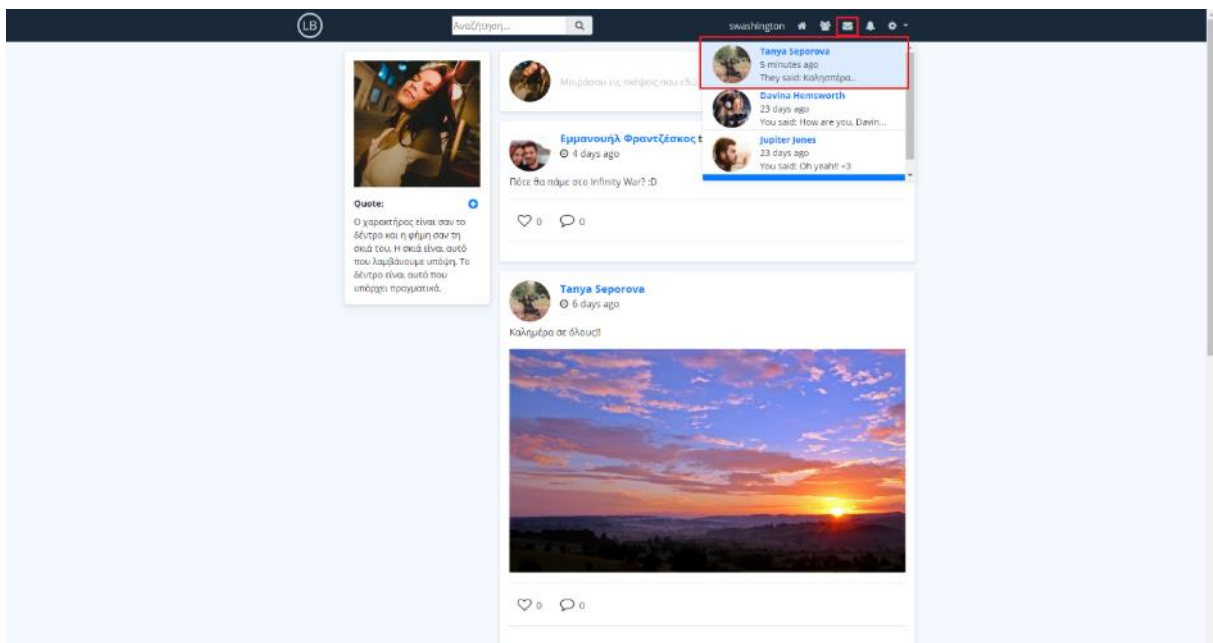 LB
Αναζήτηση...
swashington
Tanya Seporova
5 minutes ago
They said: Καλησπέρα...
Davina Hemsworth
23 days ago
You said: How are you, Davin...
Jupiter Jones
23 days ago
You said: Oh yeah!! <3
Quote:
Ο χαρακτήρας είναι σαν το
δέντρο και η φήμη σαν τη
σκιά του. Η σκιά είναι αυτό
που λαμβάνουμε υπόψη. Το
δέντρο είναι αυτό που
υπάρχει πραγματικά.
Μοιράσου τις σκέψεις σου εδώ
Εμμανουήλ Φραντζέσκος t
4 days ago
Πότε θα πάμε στο Infinity War? :D
0 0
Tanya Seporova
6 days ago
Καλημέρα σε όλους!!
0 0